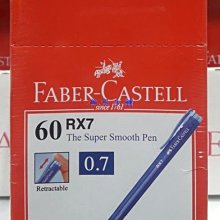 FABER-CASTELL
since 1761
60 RX7
The Super Smooth Pen
0.7
Retractable